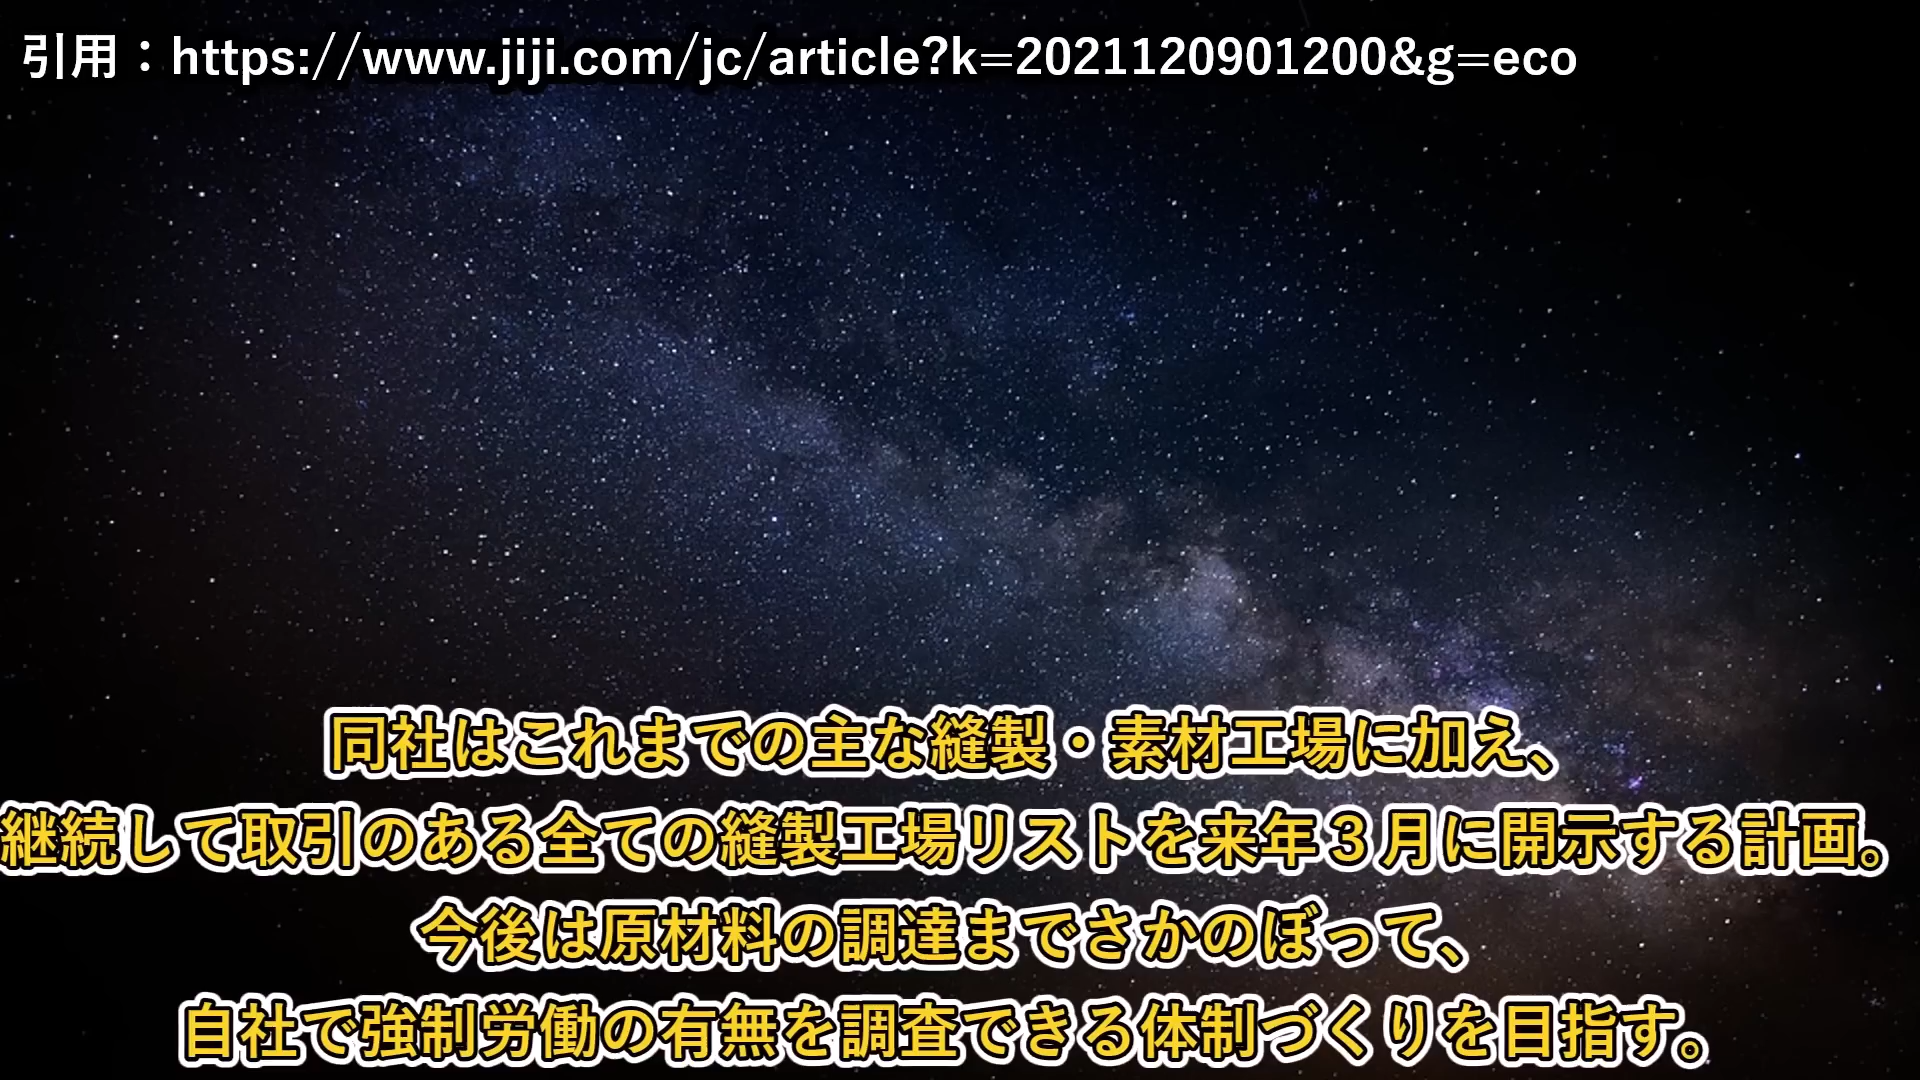 引用：https://www.jiji.com/jc/article?k=2021120901200&g=eco
同社はこれまでの主な縫製・素材工場に加え、
継続して取引のある全ての縫製工場リストを来年３月に開示する計画。
今後は原材料の調達までさかのぼって、
自社で強制労働の有無を調査できる体制づくりを目指す。